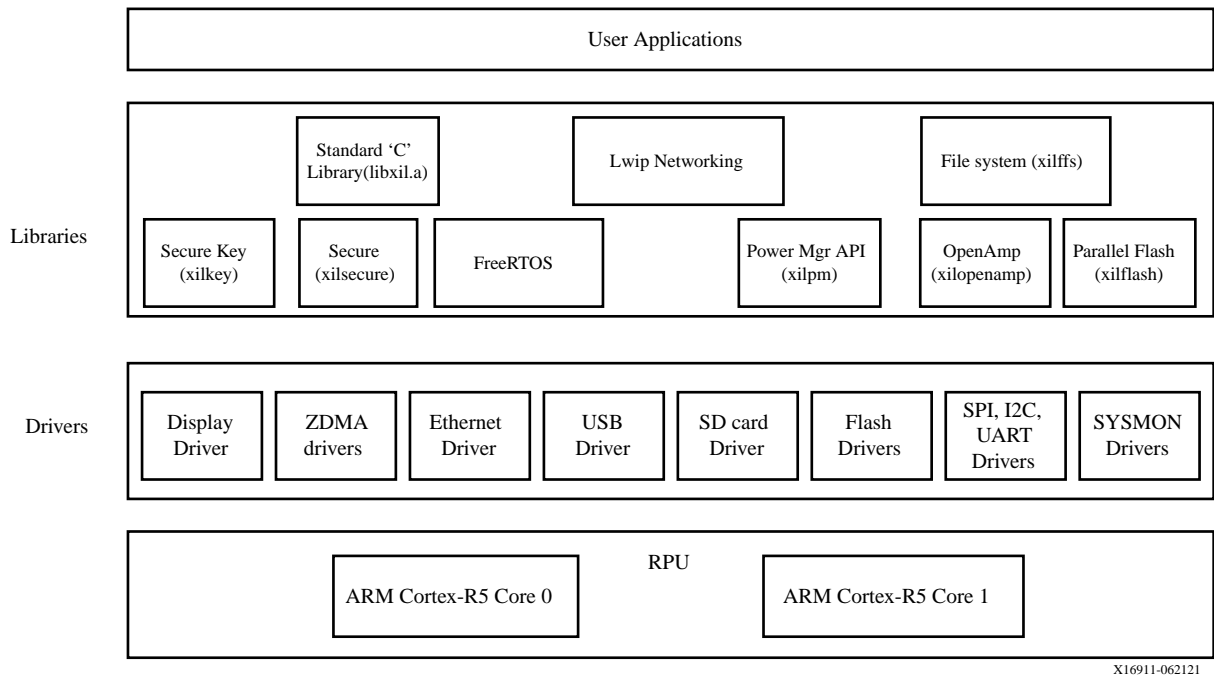 User Applications
Libraries
Standard ‘C’
Library(libxil.a)
Lwip Networking
File system (xilffs)
Secure Key
(xilkey)
Secure
(xilsecure)
FreeRTOS
Power Mgr API
(xilpm)
OpenAmp
(xilopenamp)
Parallel Flash
(xilflash)
Drivers
Display
Driver
ZDMA
drivers
Ethernet
Driver
USB
Driver
SD card
Driver
Flash
Drivers
SPI, I2C,
UART
Drivers
SYSMON
Drivers
RPU
ARM Cortex-R5 Core 0
ARM Cortex-R5 Core 1
X16911-062121